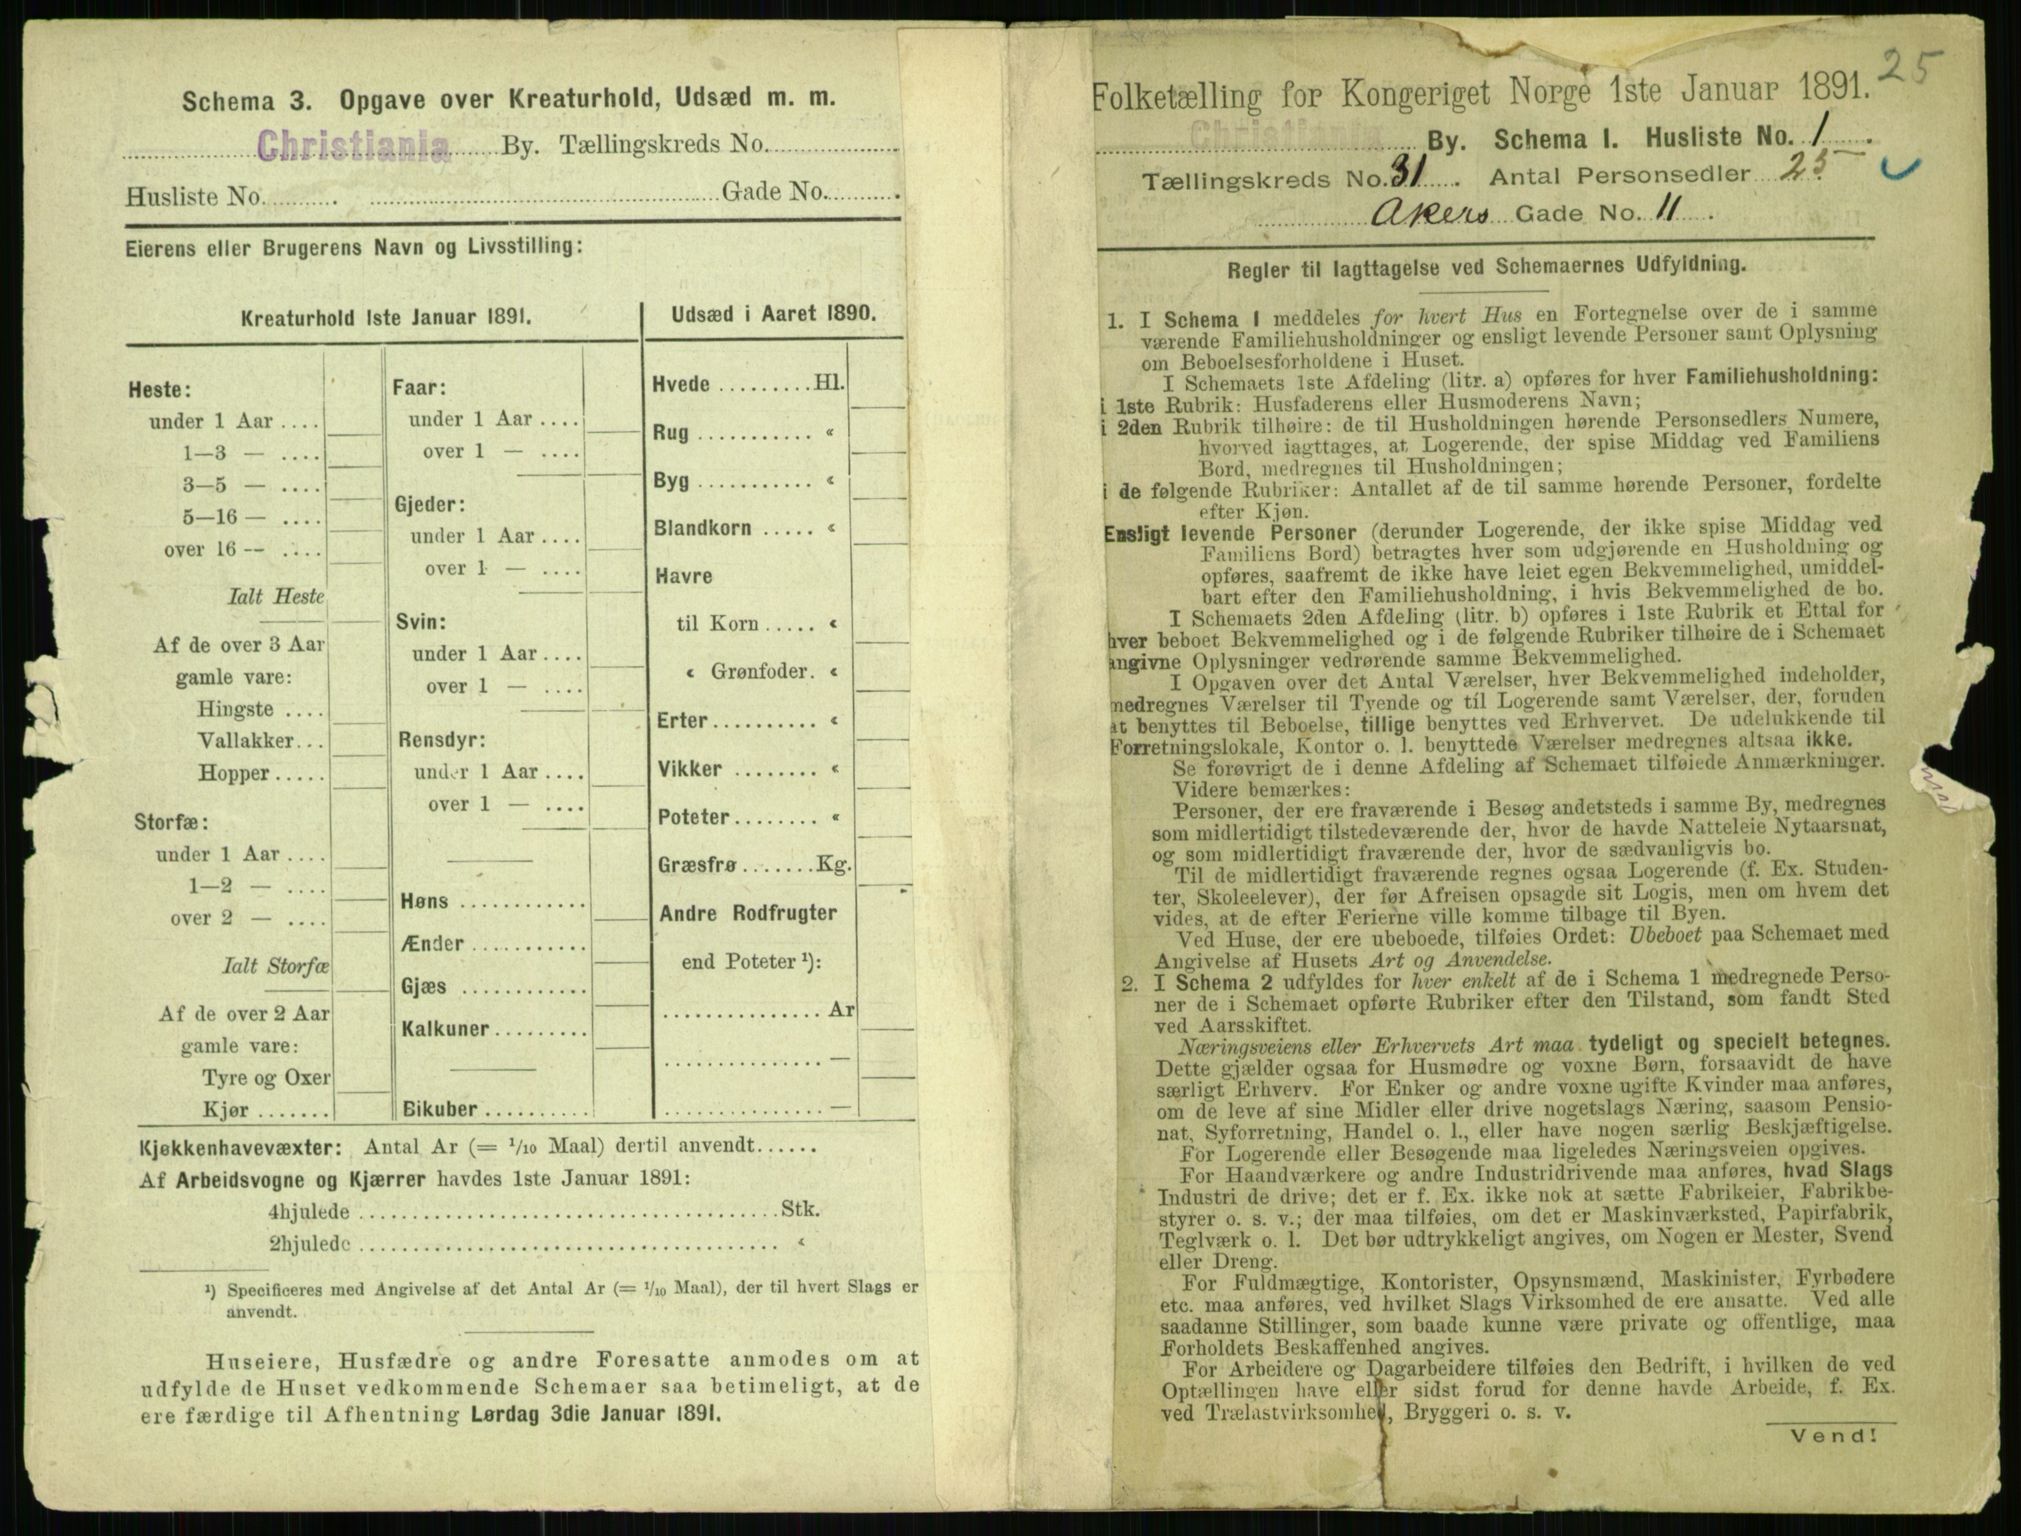 Schema 3. Opgave over Kreaturhold, Udsæd m. m.
Christiania By. Tællingskreds No.
Husliste No. Gade No.
Eierens eller Brugerens Navn og Livsstilling:
Kreaturhold 1ste Januar 1891.
Heste:
under 1 Aar ....
1—3 — ....
3—5 — ....
5—16 — ....
over 16 — ....
Ialt Heste
Af de over 3 Aar
gamle vare:
Hingste ....
Vallakker...
Hopper.....
Storfæ:
under 1 Aar ....
1—2 — ....
over 2 — ....
Ialt Storfæ
Af de over 2 Aar
gamle vare:
Tyre og Oxer
Kjør .......
Faar:
under 1 Aar ....
over 1 — ....
Gjeder:
under 1 Aar ....
over 1 — ....
Svin:
under 1 Aar ....
over 1 — ....
Rensdyr:
under 1 Aar ....
over 1 — ....
Høns ............
Ænder ...........
Gjæs ............
Kalkuner.........
Bikuber ..........
Udsæd i Aaret 1890.
Hvede .........Hl.
Rug ........... «
Byg ........... «
Blandkorn ..... «
Havre
til Korn ..... «
« Grønfoder. «
Erter.......... «
Vikker ........ «
Poteter........ «
Græsfrø .......Kg.
Andre Rodfrugter
end Poteter ¹):
............... Ar
............... —
............... —
Kjøkkenhavevæxter: Antal Ar (= 1/10 Maal) dertil anvendt......
Af Arbeidsvogne og Kjærrer havdes 1ste Januar 1891:
4hjulede ........................................Stk.
2hjulede ........................................ «
¹) Specificeres med Angivelse af det Antal Ar (= 1/10 Maal), der til hvert Slags er
anvendt.
Huseiere, Husfædre og andre Foresatte anmodes om at
udfylde de Huset vedkommende Schemaer saa betimeligt, at de
ere færdige til Afhentning Lørdag 3die Januar 1891.
25
Folketælling for Kongeriget Norge 1ste Januar 1891.
Christiania By. Schema I. Husliste No. 1
Tællingskreds No. 31. Antal Personsedler 25
Akers Gade No. 11.
Regler til Iagttagelse ved Schemaernes Udfyldning.
1. I Schema 1 meddeles for hvert Hus en Fortegnelse over de i samme
værende Familiehusholdninger og ensligt levende Personer samt Oplysning
om Beboelsesforholdene i Huset.
I Schemaets 1ste Afdeling (litr. a) opføres for hver Familiehusholdning:
i 1ste Rubrik: Husfaderens eller Husmoderens Navn;
i 2den Rubrik tilhøire: de til Husholdningen hørende Personsedlers Numere,
hvorved iagttages, at Logerende, der spise Middag ved Familiens
Bord, medregnes til Husholdningen;
i de følgende Rubriker: Antallet af de til samme hørende Personer, fordelte
efter Kjøn.
Ensligt levende Personer (derunder Logerende, der ikke spise Middag ved
Familiens Bord) betragtes hver som udgjørende en Husholdning og
opføres, saafremt de ikke have leiet egen Bekvemmelighed, umiddel-
bart efter den Familiehusholdning, i hvis Bekvemmelighed de bo.
I Schemaets 2den Afdeling (litr. b) opføres i 1ste Rubrik et Ettal for
hver beboet Bekvemmelighed og i de følgende Rubriker tilhøire de i Schemaet
angivne Oplysninger vedrørende samme Bekvemmelighed.
I Opgaven over det Antal Værelser, hver Bekvemmelighed indeholder,
medregnes Værelser til Tyende og til Logerende samt Værelser, der, foruden
at benyttes til Beboelse, tillige benyttes ved Erhvervet. De udelukkende til
Forretningslokale, Kontor o. l. benyttede Værelser medregnes altsaa ikke.
Se forøvrigt de i denne Afdeling af Schemaet tilføiede Anmærkninger.
Videre bemærkes:
Personer, der ere fraværende i Besøg andetsteds i samme By, medregnes
som midlertidigt tilstedeværende der, hvor de havde Natteleie Nytaarsnat,
og som midlertidigt fraværende der, hvor de sædvanligvis bo.
Til de midlertidigt fraværende regnes ogsaa Logerende (f. Ex. Studen-
ter, Skoleelever), der før Afreisen opsagde sit Logis, men om hvem det
vides, at de efter Ferierne ville komme tilbage til Byen.
Ved Huse, der ere ubeboede, tilføies Ordet: Ubeboet paa Schemaet med
Angivelse af Husets Art og Anvendelse.
2. I Schema 2 udfyldes for hver enkelt af de i Schema 1 medregnede Perso-
ner de i Schemaet opførte Rubriker efter den Tilstand, som fandt Sted
ved Aarsskiftet.
Næringsveiens eller Erhvervets Art maa tydeligt og specielt betegnes.
Dette gjælder ogsaa for Husmødre og voxne Børn, forsaavidt de have
særligt Erhverv. For Enker og andre voxne ugifte Kvinder maa anføres,
om de leve af sine Midler eller drive nogetslags Næring, saasom Pensio-
nat, Syforretning, Handel o. l., eller have nogen særlig Beskjæftigelse.
For Logerende eller Besøgende maa ligeledes Næringsveien opgives.
For Haandværkere og andre Industridrivende maa anføres, hvad Slags
Industri de drive; det er f. Ex. ikke nok at sætte Fabrikeier, Fabrikbe-
styrer o. s. v.; der maa tilføies, om det er Maskinværksted, Papirfabrik,
Teglværk o. l. Det bør udtrykkeligt angives, om Nogen er Mester, Svend
eller Dreng.
For Fuldmægtige, Kontorister, Opsynsmænd, Maskinister, Fyrbødere
etc. maa anføres, ved hvilket Slags Virksomhed de ere ansatte. Ved alle
saadanne Stillinger, som baade kunne være private og offentlige, maa
Forholdets Beskaffenhed angives.
For Arbeidere og Dagarbeidere tilføies den Bedrift, i hvilken de ved
Optællingen have eller sidst forud for denne havde Arbeide, f. Ex.
ved Trælastvirksomhed, Bryggeri o. s. v.
Vend!